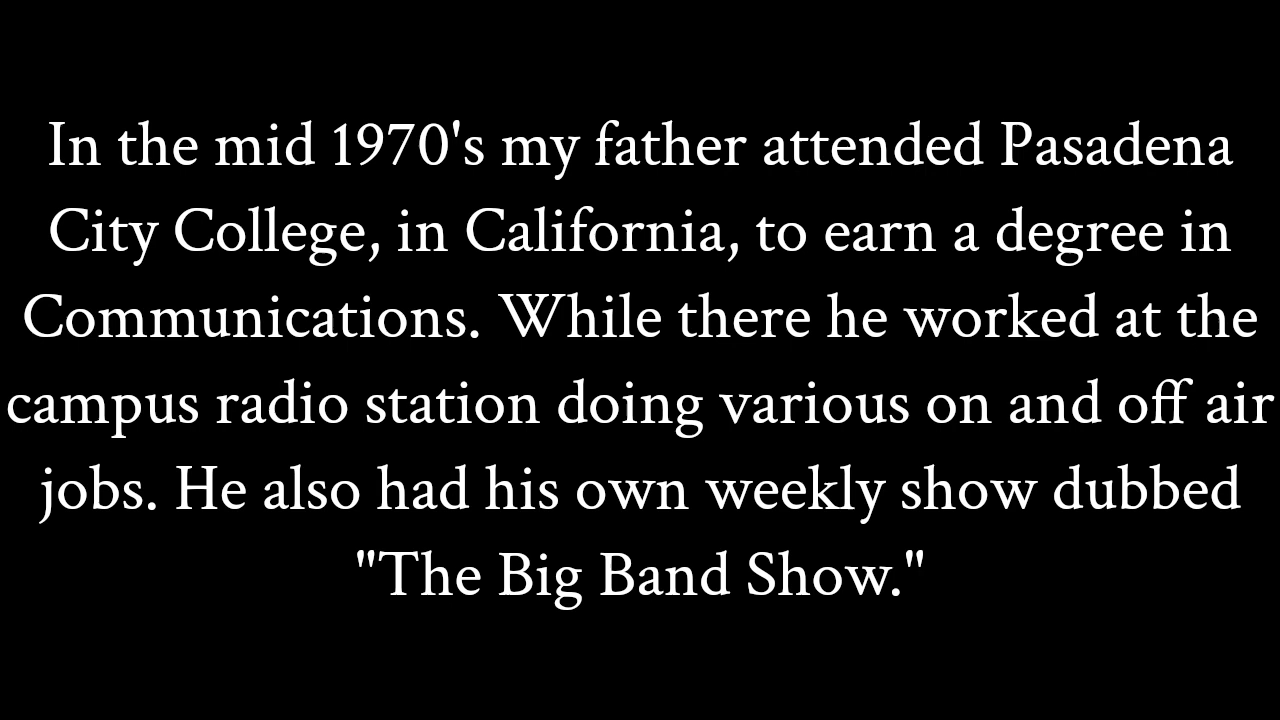 In the mid 1970's my father attended Pasadena
City College, in California, to earn a degree in
Communications. While there he worked at the
campus radio station doing various on and off air
jobs. He also had his own weekly show dubbed
"The Big Band Show."